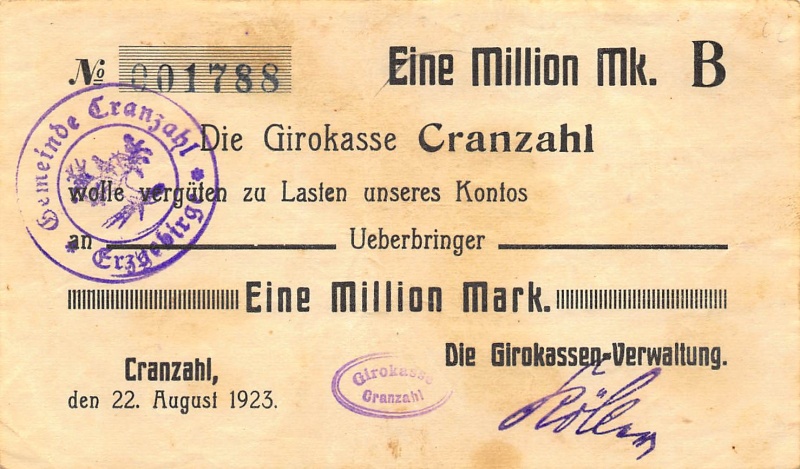 № 001788 Eine Million Mk. B
Gemeinde Cranzahl
* Erzgebirge *
Die Girokasse Cranzahl
wolle vergüten zu Lasten unseres Kontos
an Ueberbringer
Eine Million Mark.
Die Girokassen-Verwaltung.
Cranzahl,
den 22. August 1923.
Girokasse
Cranzahl